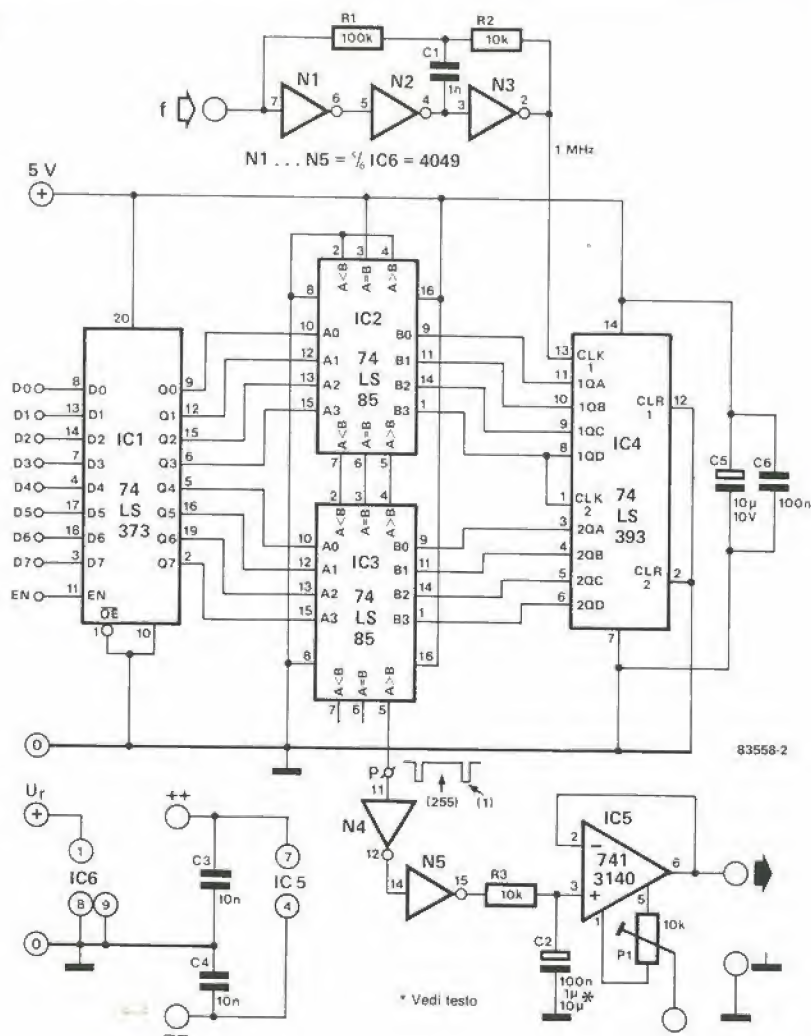 R1
100k
R2
10k
C1
1n
N1
N2
N3
f
7
6
5
4
3
2
N1 . . . N5 = 5/6 IC6 = 4049
1 MHz
5 V
+
20
2
3
4
A<B
A=B
A>B
8
16
IC2
74
LS
85
10
A0
12
A1
13
A2
15
A3
B0
9
B1
11
B2
14
B3
1
A<B
A=B
A>B
7
6
5
D0
8
D0
Q0
9
D1
13
D1
Q1
12
D2
14
D2
Q2
15
D3
7
D3
Q3
6
D4
4
D4
Q4
5
D5
17
D5
Q5
16
D6
18
D6
Q6
19
D7
3
D7
Q7
2
EN
11
EN
IC1
74
LS
373
OE
1
10
2
3
4
A<B
A=B
A>B
IC3
74
LS
85
10
A0
12
A1
13
A2
15
A3
B0
9
B1
11
B2
14
B3
1
8
16
A<B
A=B
A>B
7
6
5
14
13
CLK
1
11
1QA
10
1QB
9
1QC
8
1QD
1
CLK
2
3
2QA
4
2QB
5
2QC
6
2QD
IC4
74
LS
393
CLR
1
12
CLR
2
2
7
C5
10µ
10V
C6
100n
0
83558-2
P
(255)
(1)
11
N4
12
14
N5
15
R3
10k
C2
100n
1µ *
10µ
IC5
2
3
741
3140
6
5
1
10k
P1
Ur
+
1
IC6
8
9
0
++
C3
10n
7
IC5
4
C4
10n
* Vedi testo